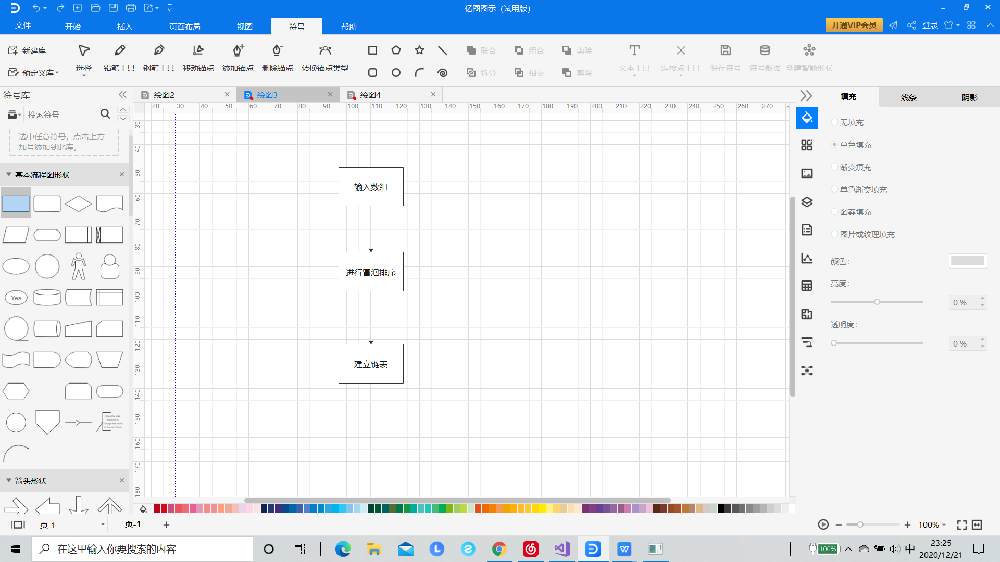 亿图图示（试用版）
文件
开始
插入
页面布局
视图
符号
帮助
开通VIP会员
登录
新建库
预定义库
选择
铅笔工具
钢笔工具
移动锚点
添加锚点
删除锚点
转换锚点类型
联合
组合
剪除
拆分
相交
剪除
文本工具
连接点工具
保存符号
符号数据
创建智能形状
符号库
绘图2
绘图3
绘图4
搜索符号
选中任意符号，点击上方
加号添加到此库。
基本流程图形状
Yes
Drag the side
handles to
change the width
of the text block.
箭头形状
20 30 40 50 60 70 80 90 100 110 120 130 140 150 160 170 180 190 200 210 220 230 240 250 260 270
30
40
50
60
70
80
90
100
110
120
130
140
150
160
170
180
输入数组
进行冒泡排序
建立链表
填充
线条
阴影
无填充
单色填充
渐变填充
单色渐变填充
图案填充
图片或纹理填充
颜色:
亮度:
0 %
透明度:
0 %
页-1
页-1
100%
在这里输入你要搜索的内容
100%
中
23:25
2020/12/21